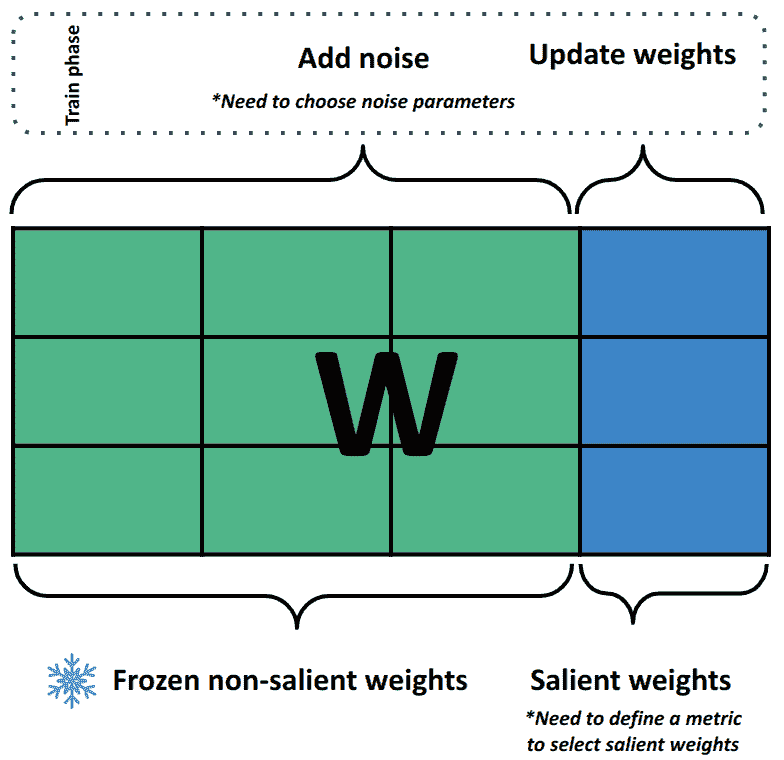 Train phase
Add noise
*Need to choose noise parameters
Update weights
W
Frozen non-salient weights
Salient weights
*Need to define a metric
to select salient weights